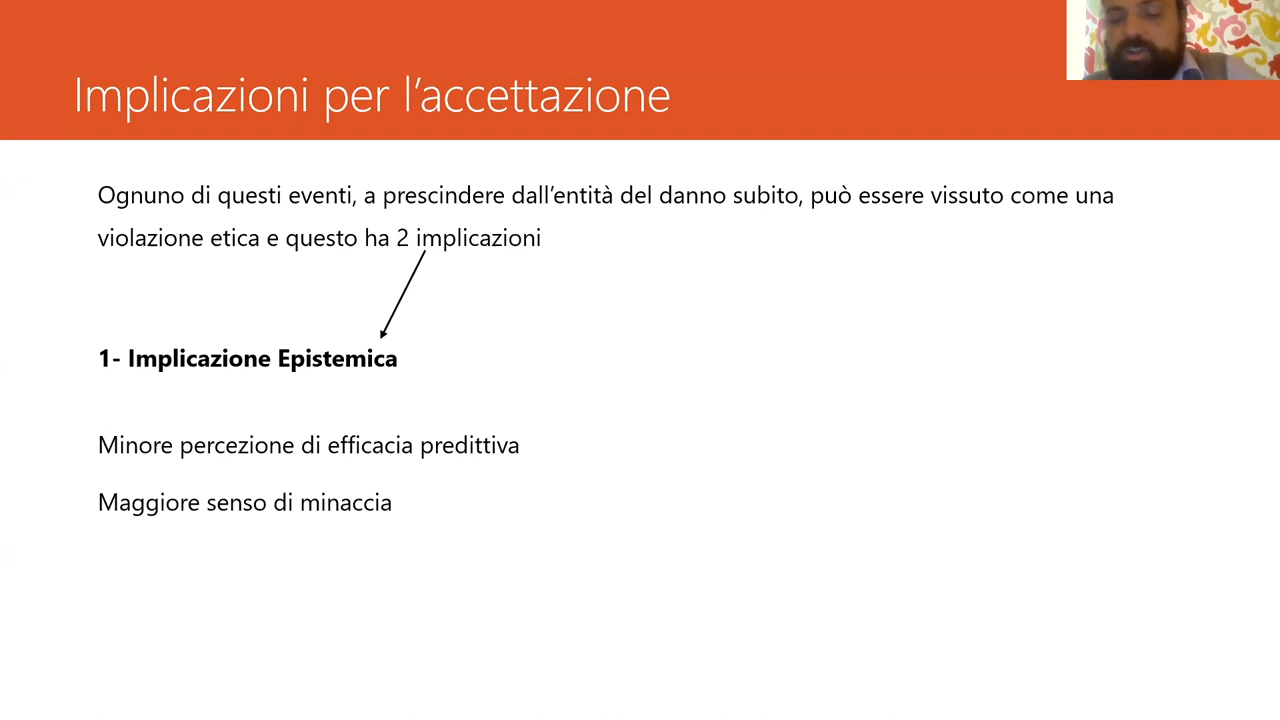 Implicazioni per l’accettazione
Ognuno di questi eventi, a prescindere dall’entità del danno subito, può essere vissuto come una
violazione etica e questo ha 2 implicazioni
1- Implicazione Epistemica
Minore percezione di efficacia predittiva
Maggiore senso di minaccia